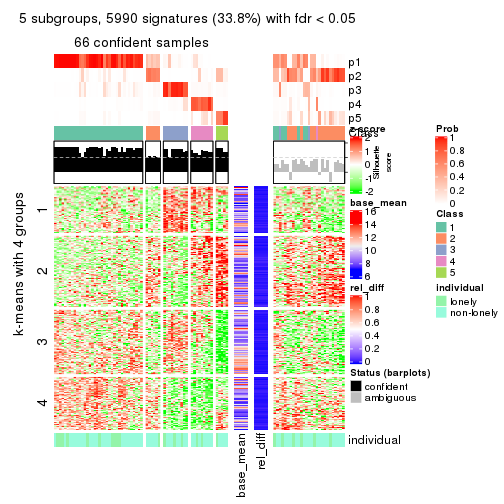 5 subgroups, 5990 signatures (33.8%) with fdr < 0.05
66 confident samples
p1
p2
p3
p4
p5
Class
z-score
2
1
0
-1
-2
Silhouette
score
Prob
1
0.8
0.6
0.4
0.2
0
k-means with 4 groups
1
2
3
4
base_mean
16
14
12
10
8
6
Class
1
2
3
4
5
rel_diff
1
0.8
0.6
0.4
0.2
0
individual
lonely
non-lonely
Status (barplots)
confident
ambiguous
individual
base_mean
rel_diff